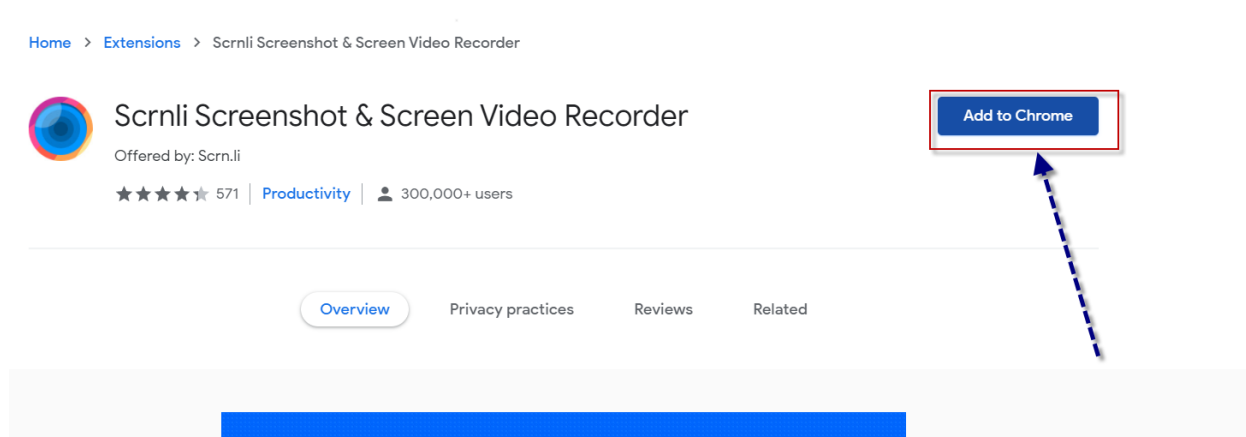 Home > Extensions > Scrnli Screenshot & Screen Video Recorder
Scrnli Screenshot & Screen Video Recorder
Add to Chrome
Offered by: Scrn.li
571 Productivity 300,000+ users
Overview Privacy practices Reviews Related